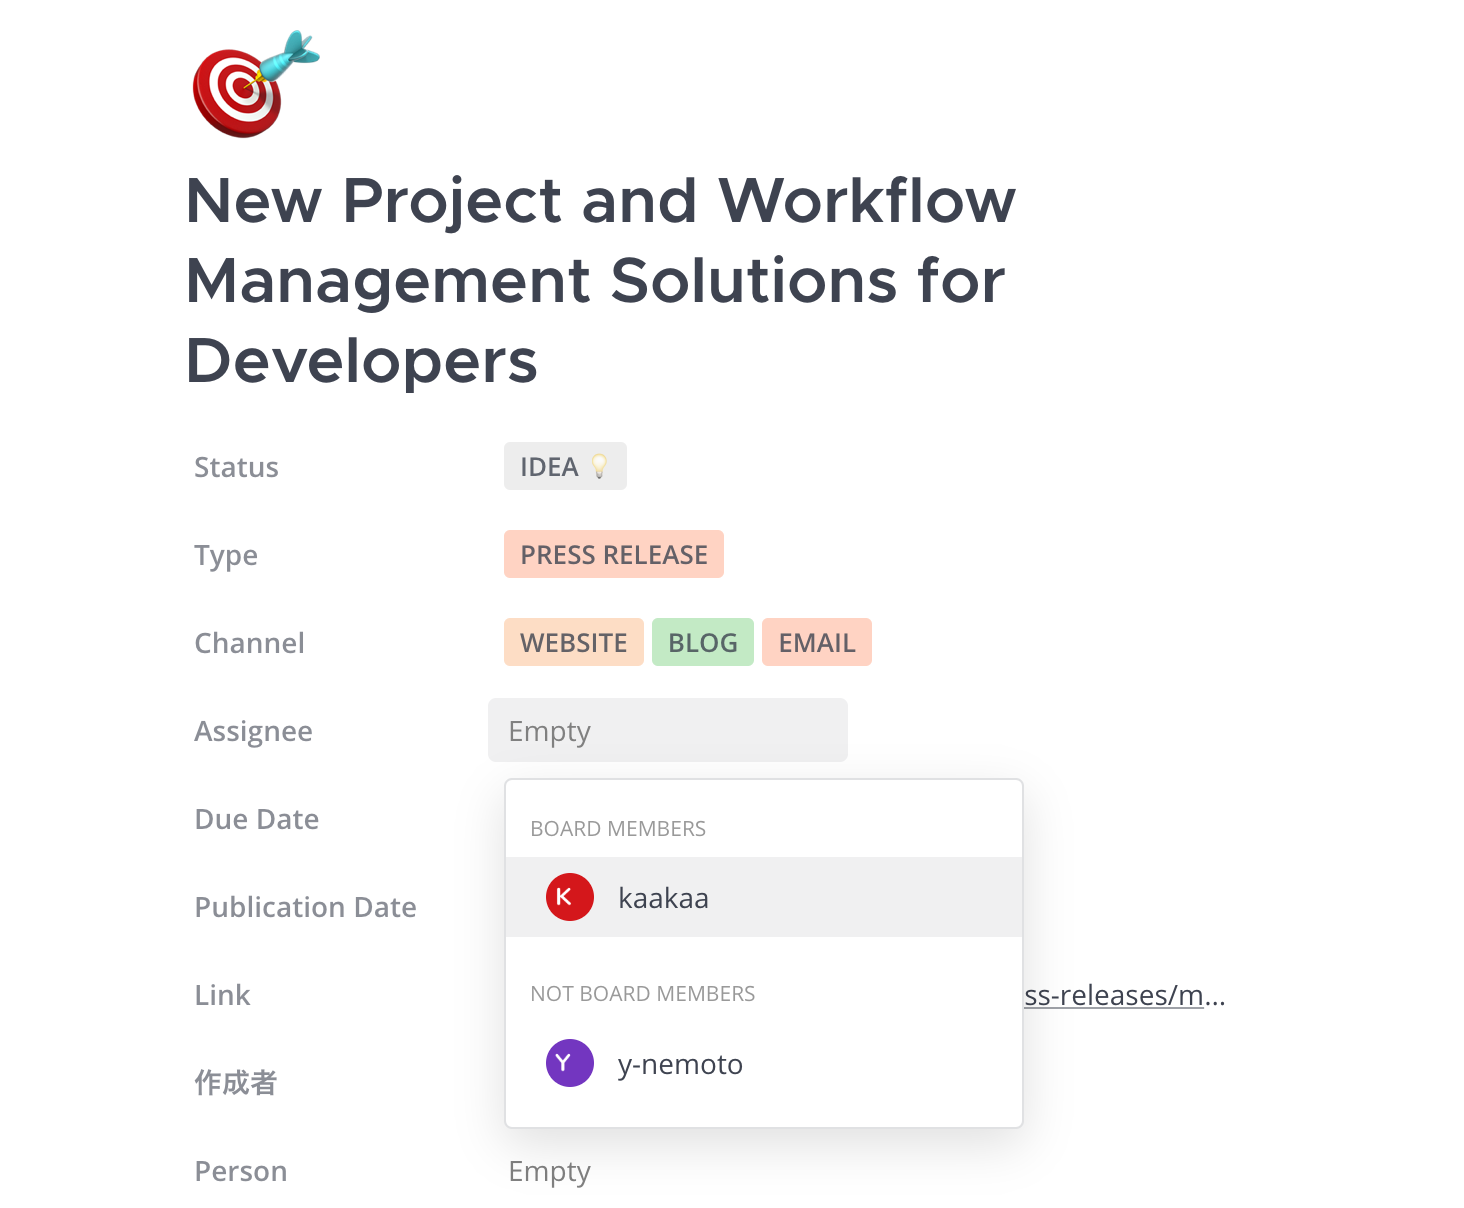 New Project and Workflow
Management Solutions for
Developers
Status
IDEA 💡
Type
PRESS RELEASE
Channel
WEBSITE BLOG EMAIL
Assignee
Empty
Due Date
BOARD MEMBERS
K kaakaa
Publication Date
NOT BOARD MEMBERS
Link
ss-releases/m...
Y y-nemoto
作成者
Person
Empty